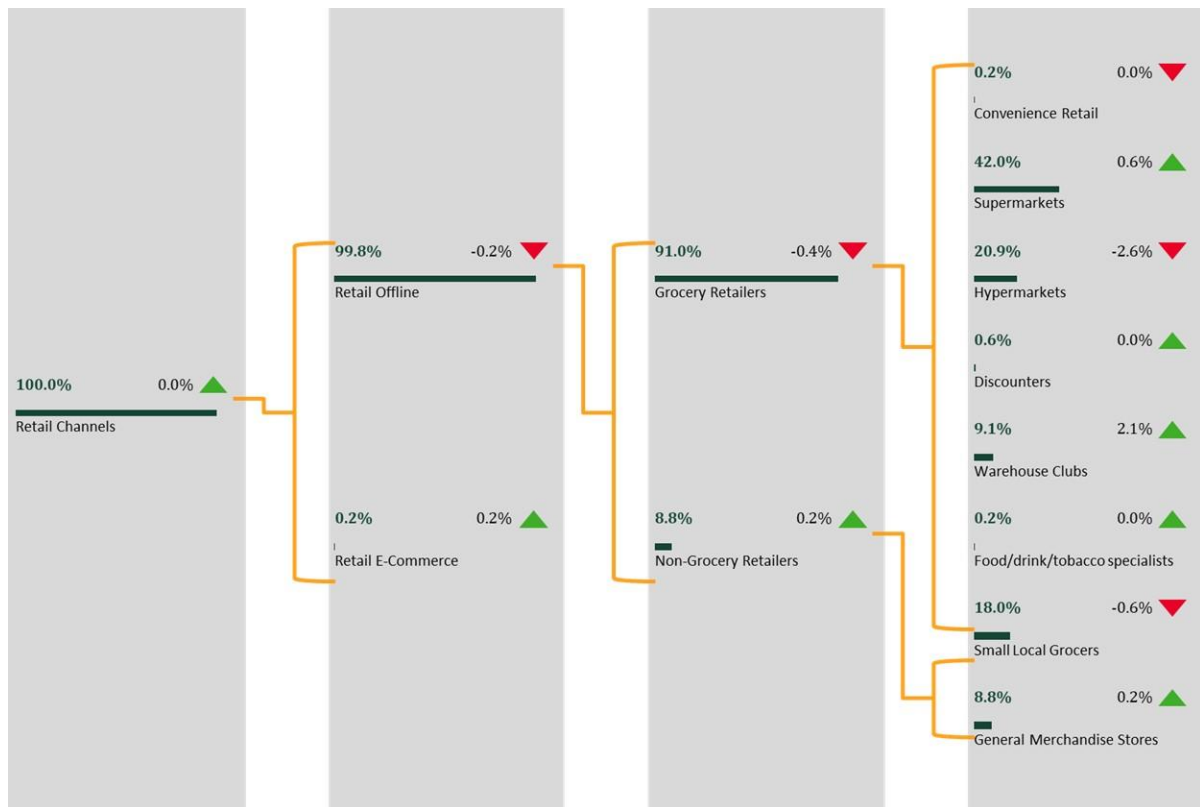 100.0% 0.0%
Retail Channels
99.8% -0.2%
Retail Offline
0.2% 0.2%
Retail E-Commerce
91.0% -0.4%
Grocery Retailers
8.8% 0.2%
Non-Grocery Retailers
0.2% 0.0%
Convenience Retail
42.0% 0.6%
Supermarkets
20.9% -2.6%
Hypermarkets
0.6% 0.0%
Discounters
9.1% 2.1%
Warehouse Clubs
0.2% 0.0%
Food/drink/tobacco specialists
18.0% -0.6%
Small Local Grocers
8.8% 0.2%
General Merchandise Stores